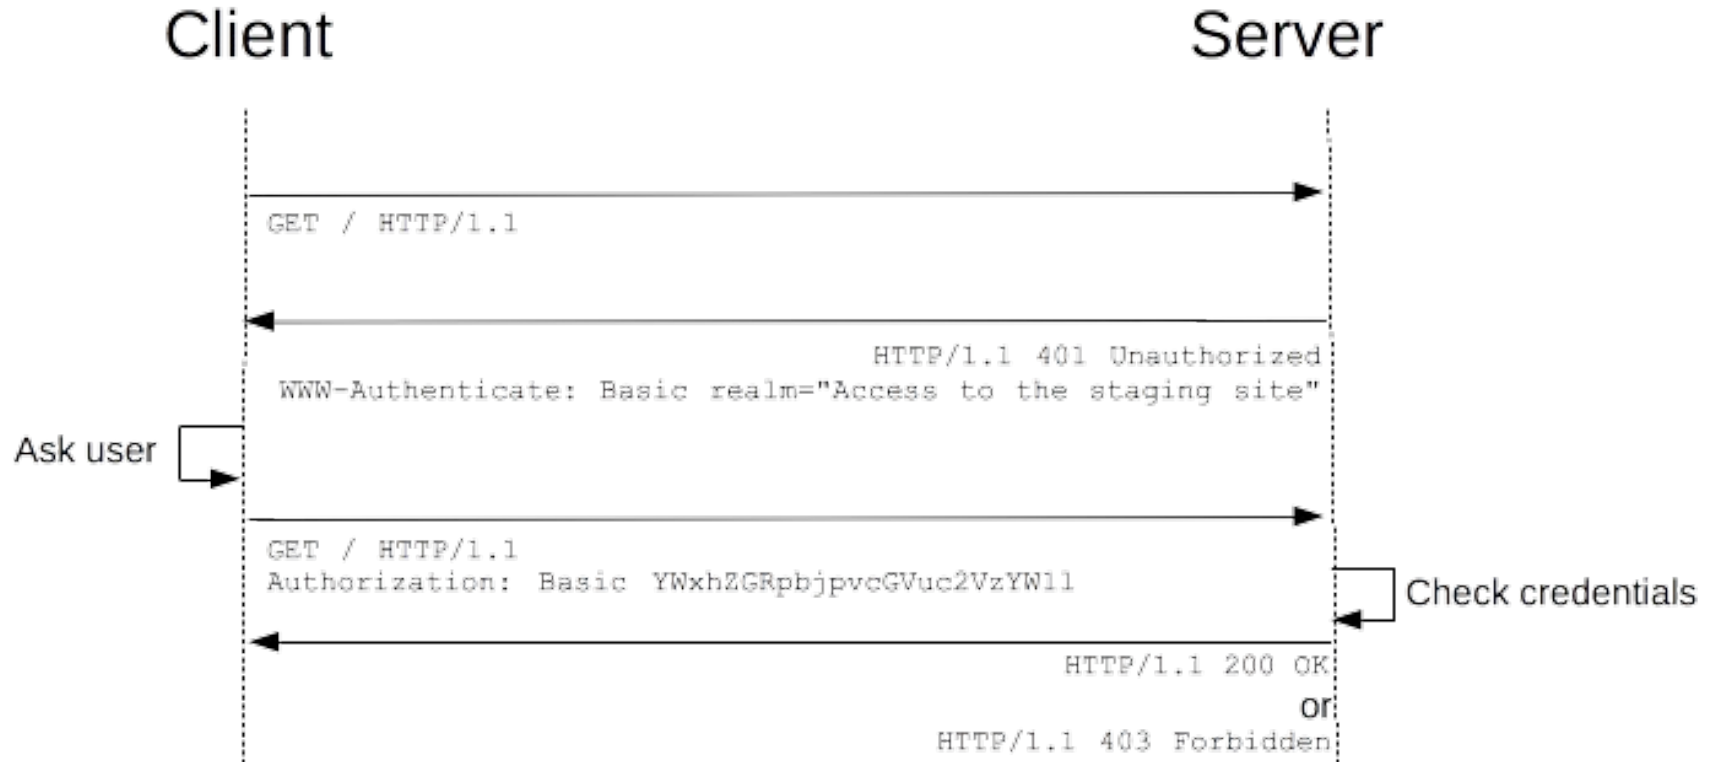 Client
Server
GET / HTTP/1.1
HTTP/1.1 401 Unauthorized
WWW-Authenticate: Basic realm="Access to the staging site"
Ask user
GET / HTTP/1.1
Authorization: Basic YWxhZGRpbjpvcGVuc2VzYW1l
Check credentials
HTTP/1.1 200 OK
or
HTTP/1.1 403 Forbidden